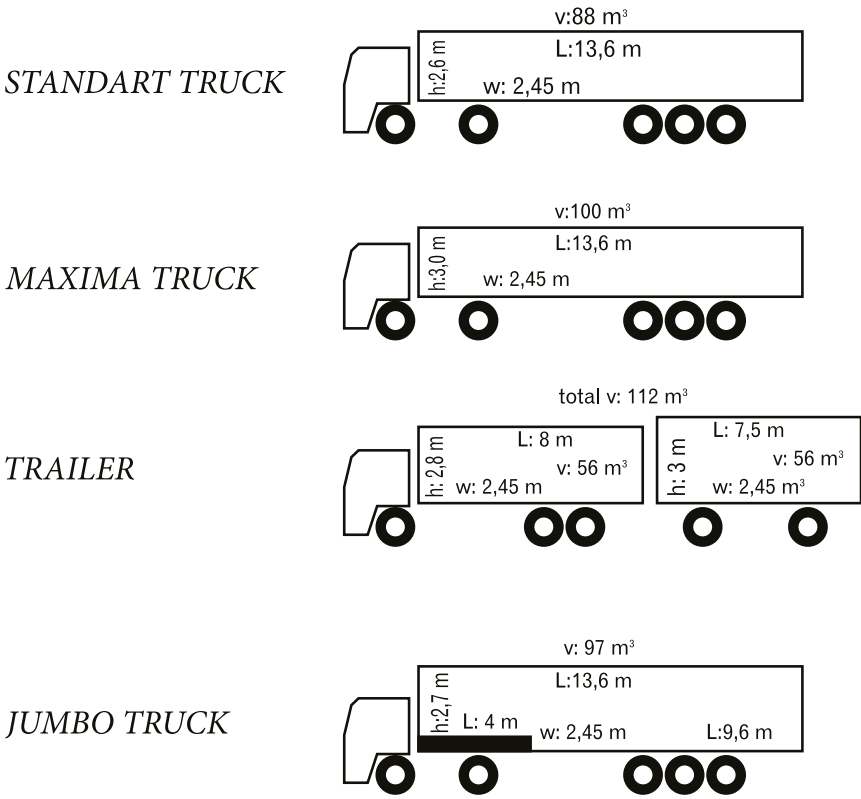 STANDART TRUCK
v:88 m³
L:13,6 m
h:2,6 m
w: 2,45 m
MAXIMA TRUCK
v:100 m³
L:13,6 m
h:3,0 m
w: 2,45 m
TRAILER
total v: 112 m³
L: 8 m
h: 2,8 m
v: 56 m³
w: 2,45 m
L: 7,5 m
h: 3 m
v: 56 m³
w: 2,45 m³
JUMBO TRUCK
v: 97 m³
L:13,6 m
h:2,7 m
L: 4 m
w: 2,45 m
L:9,6 m